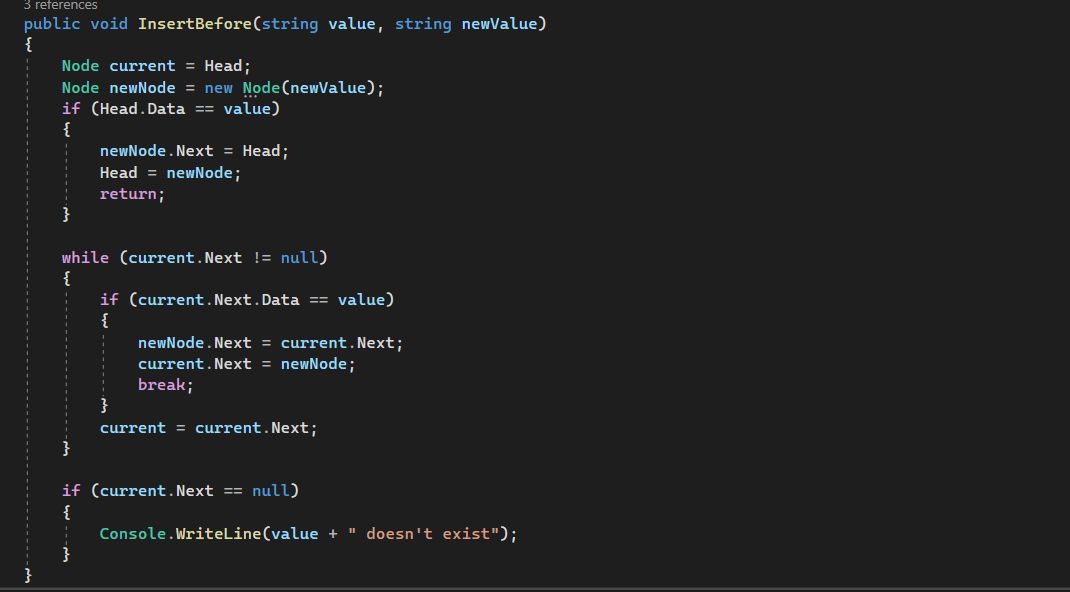 3 references
public void InsertBefore(string value, string newValue)
{
Node current = Head;
Node newNode = new Node(newValue);
if (Head.Data == value)
{
newNode.Next = Head;
Head = newNode;
return;
}
while (current.Next != null)
{
if (current.Next.Data == value)
{
newNode.Next = current.Next;
current.Next = newNode;
break;
}
current = current.Next;
}
if (current.Next == null)
{
Console.WriteLine(value + " doesn't exist");
}
}